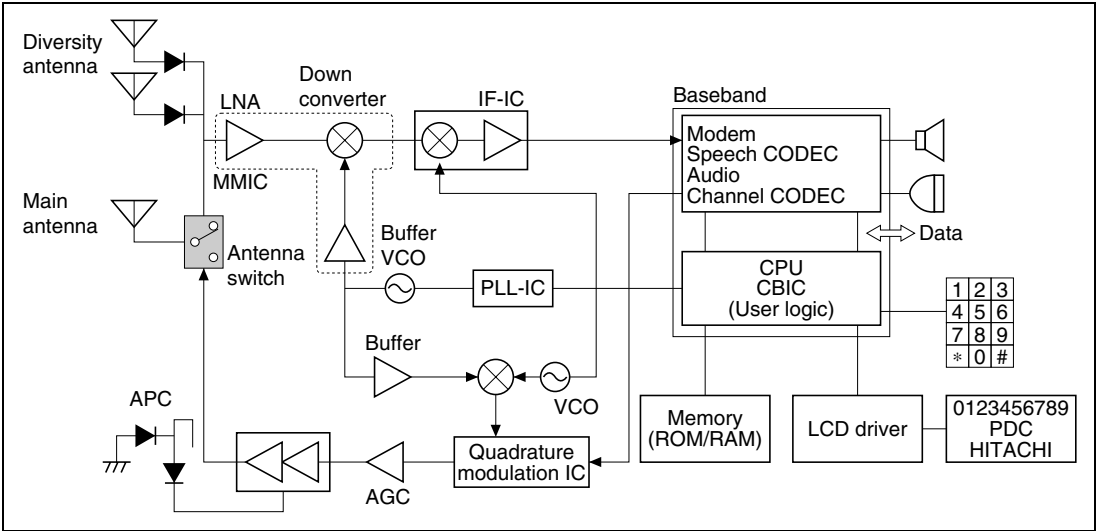 Diversity
antenna
LNA
Down
converter
MMIC
IF-IC
Baseband
Modem
Speech CODEC
Audio
Channel CODEC
Main
antenna
Antenna
switch
Buffer
VCO
PLL-IC
Data
CPU
CBIC
(User logic)
1 2 3
4 5 6
7 8 9
* 0 #
Buffer
VCO
APC
AGC
Quadrature
modulation IC
Memory
(ROM/RAM)
LCD driver
0123456789
PDC
HITACHI